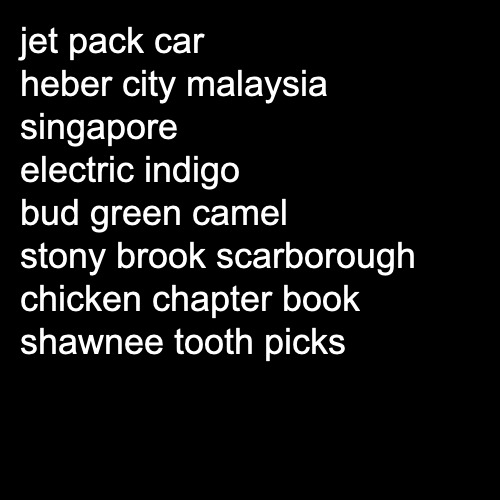 jet pack car
heber city malaysia
singapore
electric indigo
bud green camel
stony brook scarborough
chicken chapter book
shawnee tooth picks